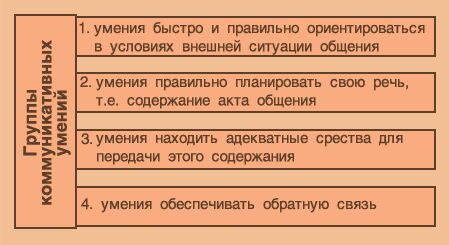 Группы
коммуникативных
умений
1. умения быстро и правильно ориентироваться
в условиях внешней ситуации общения
2. умения правильно планировать свою речь,
т.е. содержание акта общения
3. умения находить адекватные срества для
передачи этого содержания
4. умения обеспечивать обратную связь